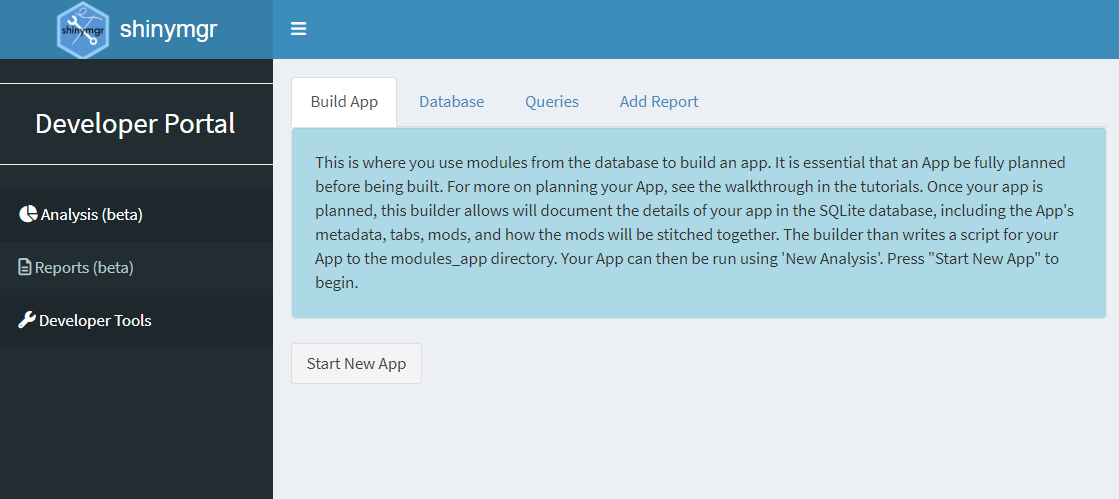 shinymgr
shinymgr
Developer Portal
Analysis (beta)
Reports (beta)
Developer Tools
Build App Database Queries Add Report
This is where you use modules from the database to build an app. It is essential that an App be fully planned
before being built. For more on planning your App, see the walkthrough in the tutorials. Once your app is
planned, this builder allows will document the details of your app in the SQLite database, including the App's
metadata, tabs, mods, and how the mods will be stitched together. The builder than writes a script for your
App to the modules_app directory. Your App can then be run using 'New Analysis'. Press "Start New App" to
begin.
Start New App